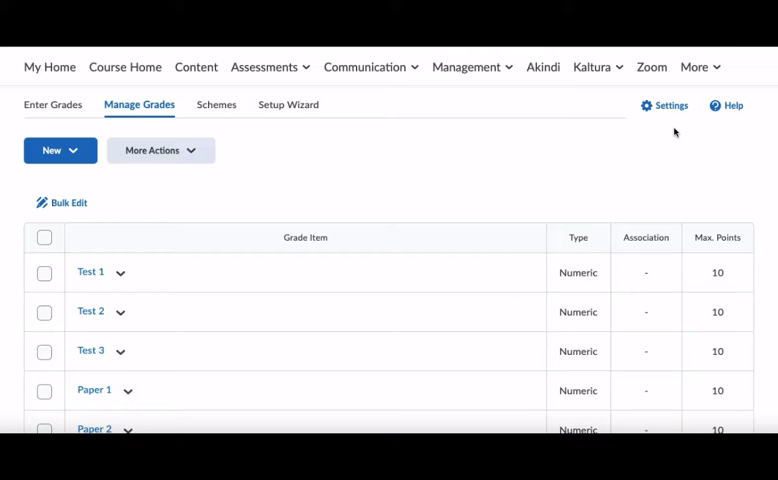 My Home Course Home Content Assessments Communication Management Akindi Kaltura Zoom More
Enter Grades Manage Grades Schemes Setup Wizard Settings Help
New More Actions
Bulk Edit
Grade Item Type Association Max. Points
Test 1 Numeric - 10
Test 2 Numeric - 10
Test 3 Numeric - 10
Paper 1 Numeric - 10
Paper 2 Numeric - 10